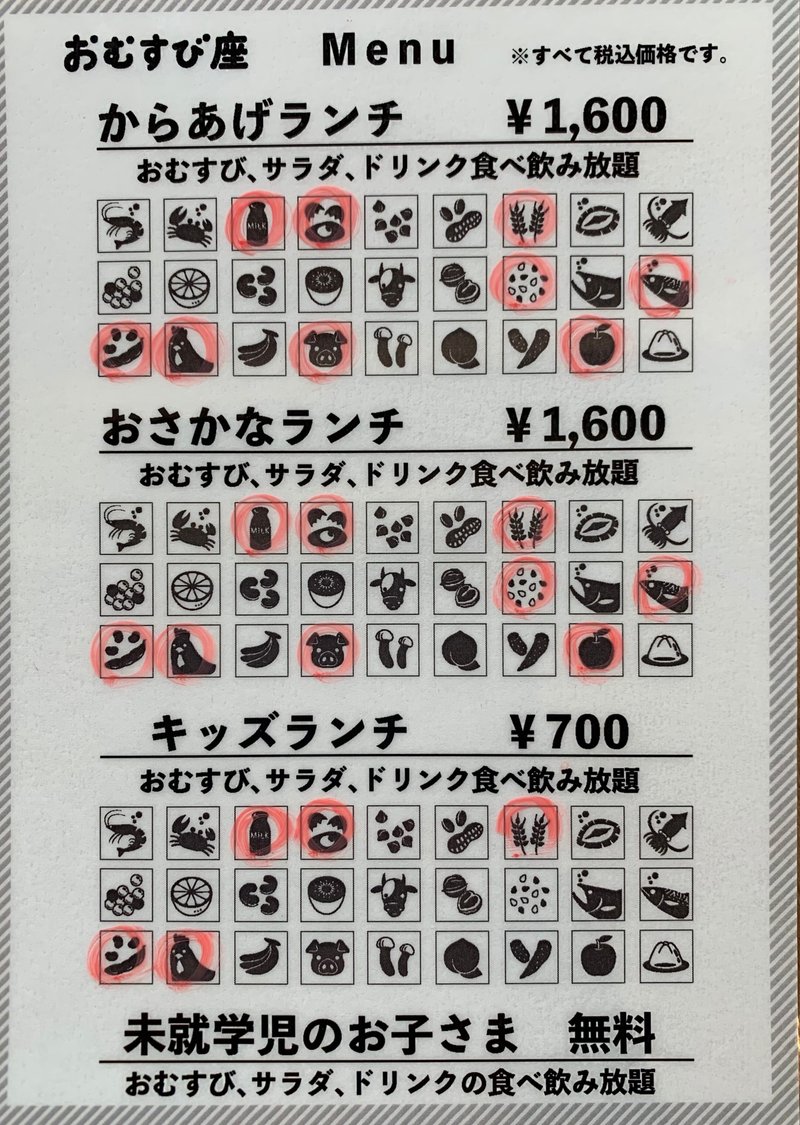 おむすび座 Menu ※すべて税込価格です。
からあげランチ ¥1,600
おむすび、サラダ、ドリンク食べ飲み放題
MILK
おさかなランチ ¥1,600
おむすび、サラダ、ドリンク食べ飲み放題
MILK
キッズランチ ¥700
おむすび、サラダ、ドリンク食べ飲み放題
MILK
未就学児のお子さま 無料
おむすび、サラダ、ドリンクの食べ飲み放題